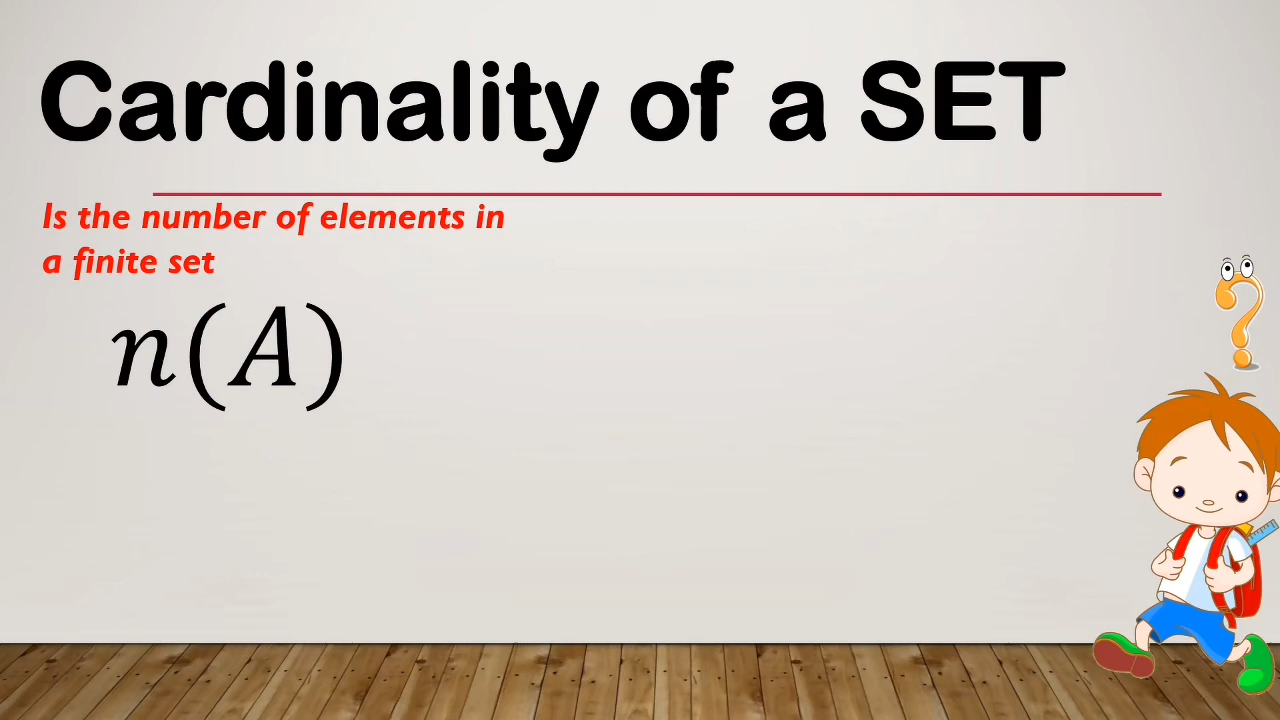 Cardinality of a SET
Is the number of elements in
a finite set
n(A)
?